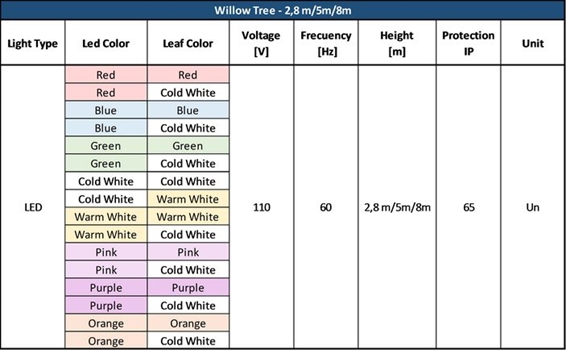 Willow Tree - 2,8 m/5m/8m
Light Type Led Color Leaf Color Voltage [V] Frecuency [Hz] Height [m] Protection IP Unit
Red Red
Red Cold White
Blue Blue
Blue Cold White
Green Green
Green Cold White
Cold White Cold White
Cold White Warm White
LED Warm White Warm White 110 60 2,8 m/5m/8m 65 Un
Warm White Cold White
Pink Pink
Pink Cold White
Purple Purple
Purple Cold White
Orange Orange
Orange Cold White